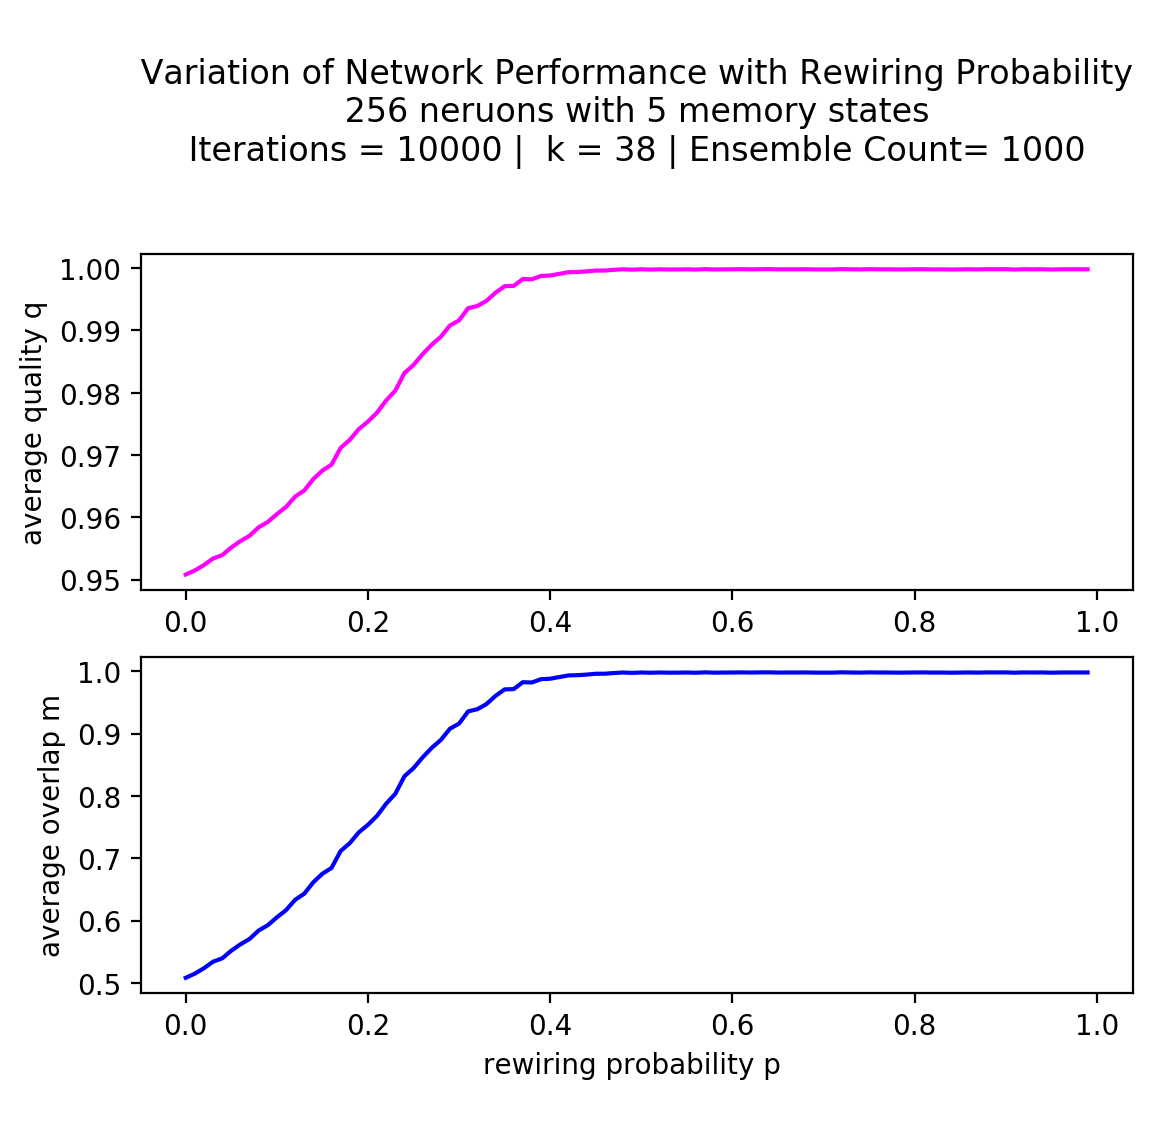 Variation of Network Performance with Rewiring Probability
256 neruons with 5 memory states
Iterations = 10000 |  k = 38 | Ensemble Count= 1000
average quality q
1.00
0.99
0.98
0.97
0.96
0.95
0.0 0.2 0.4 0.6 0.8 1.0
average overlap m
1.0
0.9
0.8
0.7
0.6
0.5
0.0 0.2 0.4 0.6 0.8 1.0
rewiring probability p